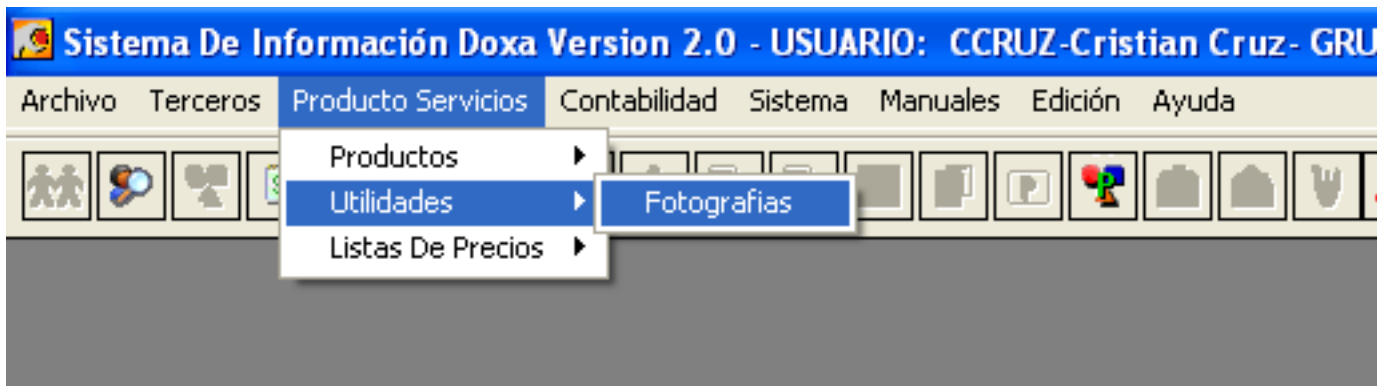 Sistema De Información Doxa Version 2.0 - USUARIO: CCRUZ-Cristian Cruz- GRU
Archivo Terceros Producto Servicios Contabilidad Sistema Manuales Edición Ayuda
Productos
Utilidades Fotografias
Listas De Precios
P P